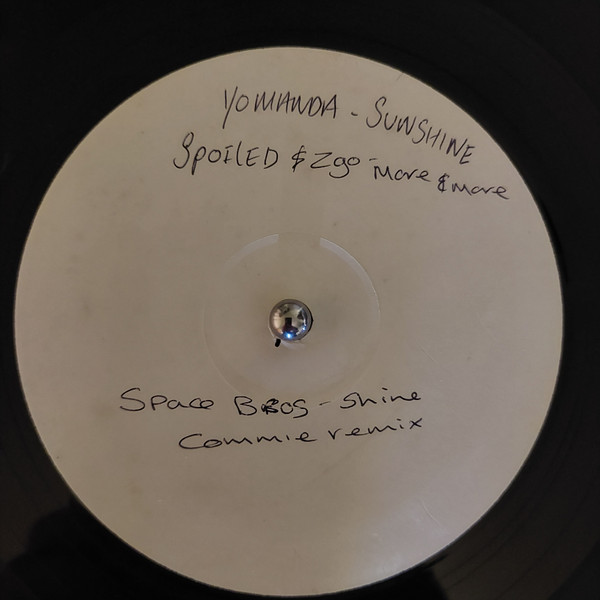 YOMANDA - SUNSHINE
SPOILED & Zgo - More & More
Space Bros - Shine
Commie remix